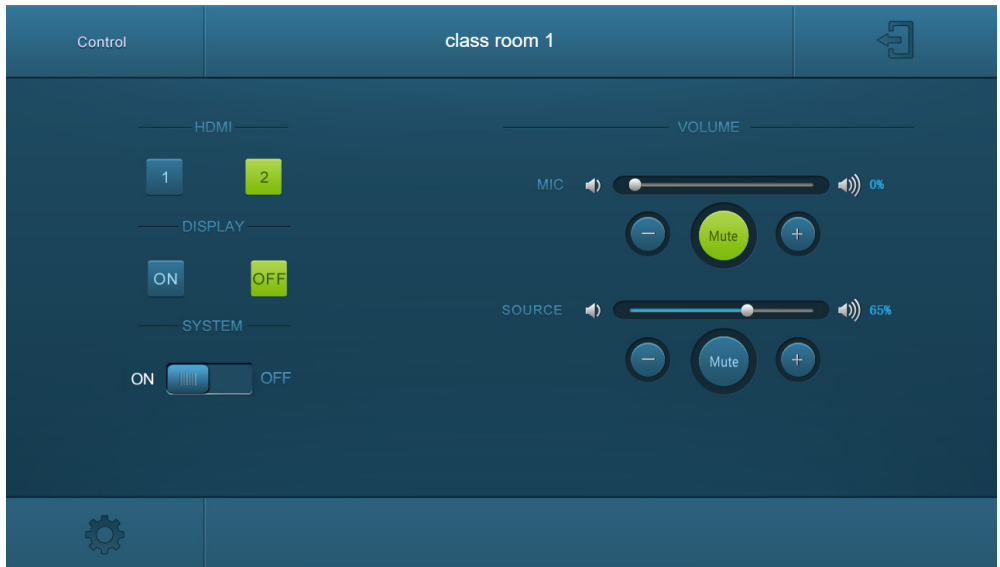 Control
class room 1
HDMI
1 2
DISPLAY
ON OFF
SYSTEM
ON OFF
VOLUME
MIC 0%
Mute
SOURCE 65%
Mute